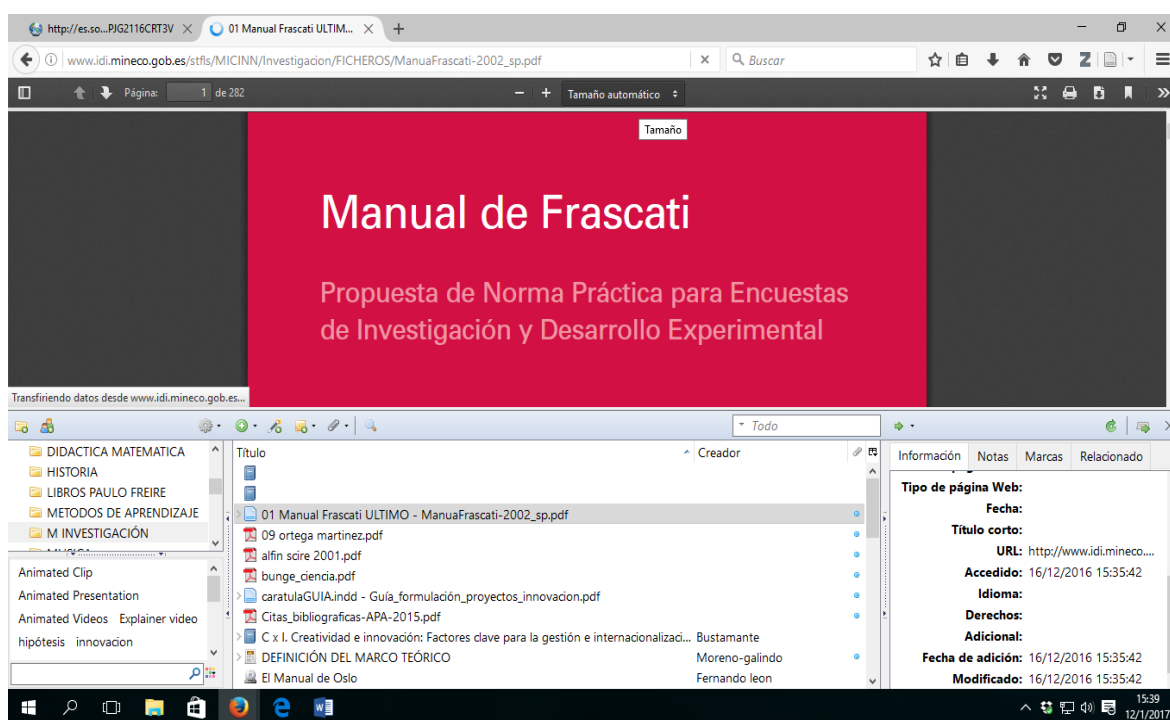 http://es.so...PJG2116CRT3V
01 Manual Frascati ULTIM...
www.idi.mineco.gob.es/stfls/MICINN/Investigacion/FICHEROS/ManuaFrascati-2002_sp.pdf
Buscar
Página: 1 de 282
Tamaño automático
Tamaño
Manual de Frascati
Propuesta de Norma Práctica para Encuestas
de Investigación y Desarrollo Experimental
Transfiriendo datos desde www.idi.mineco.gob.es...
Todo
DIDACTICA MATEMATICA
HISTORIA
LIBROS PAULO FREIRE
METODOS DE APRENDIZAJE
M INVESTIGACIÓN
Animated Clip
Animated Presentation
Animated Videos Explainer video
hipótesis innovacion
Título Creador
01 Manual Frascati ULTIMO - ManuaFrascati-2002_sp.pdf
09 ortega martinez.pdf
alfin scire 2001.pdf
bunge_ciencia.pdf
caratulaGUIA.indd - Guía_formulación_proyectos_innovacion.pdf
Citas_bibliograficas-APA-2015.pdf
C x I. Creatividad e innovación: Factores clave para la gestión e internacionalizaci... Bustamante
DEFINICIÓN DEL MARCO TEÓRICO Moreno-galindo
El Manual de Oslo Fernando leon
Información Notas Marcas Relacionado
Tipo de página Web:
Fecha:
Título corto:
URL: http://www.idi.mineco....
Accedido: 16/12/2016 15:35:42
Idioma:
Derechos:
Adicional:
Fecha de adición: 16/12/2016 15:35:42
Modificado: 16/12/2016 15:35:42
15:39
12/1/2017